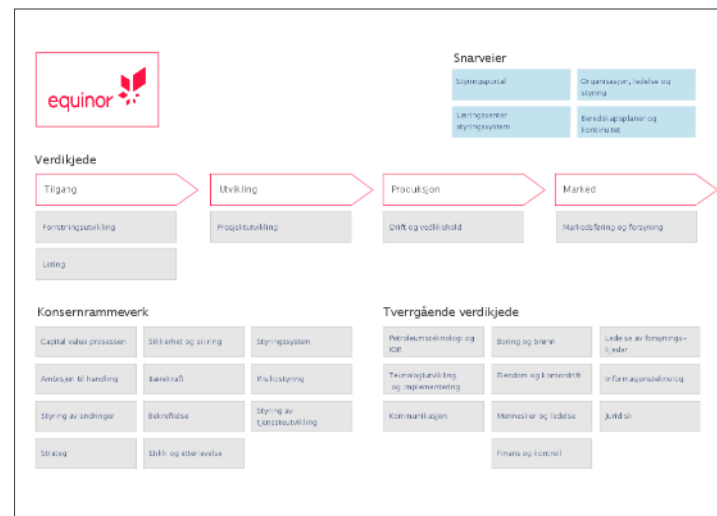 equinor
Snarveier
Styringsportal
Organisasjon, ledelse og
styring
Læringssenter
styringssystem
Beredskapsplaner og
kontinuitet
Verdikjede
Tilgang
Utvikling
Produksjon
Marked
Forretningsutvikling
Prosjektutvikling
Drift og vedlikehold
Markedsføring og forsyning
Leting
Konsernrammeverk
Capital value prosessen
Sikkerhet og sikring
Styringssystem
Ambisjon til handling
Bærekraft
Risikostyring
Styring av endringer
Bekreftelse
Styring av
tjenesteutvikling
Strategi
Etikk og etterlevelse
Tverrgående verdikjede
Petroleumsteknologi og
IOR
Boring og brønn
Ledelse av forsynings-
kjeder
Teknologiutvikling
og implementering
Eiendom og kontordrift
Informasjonsteknologi
Kommunikasjon
Mennesker og ledelse
Juridisk
Finans og kontroll